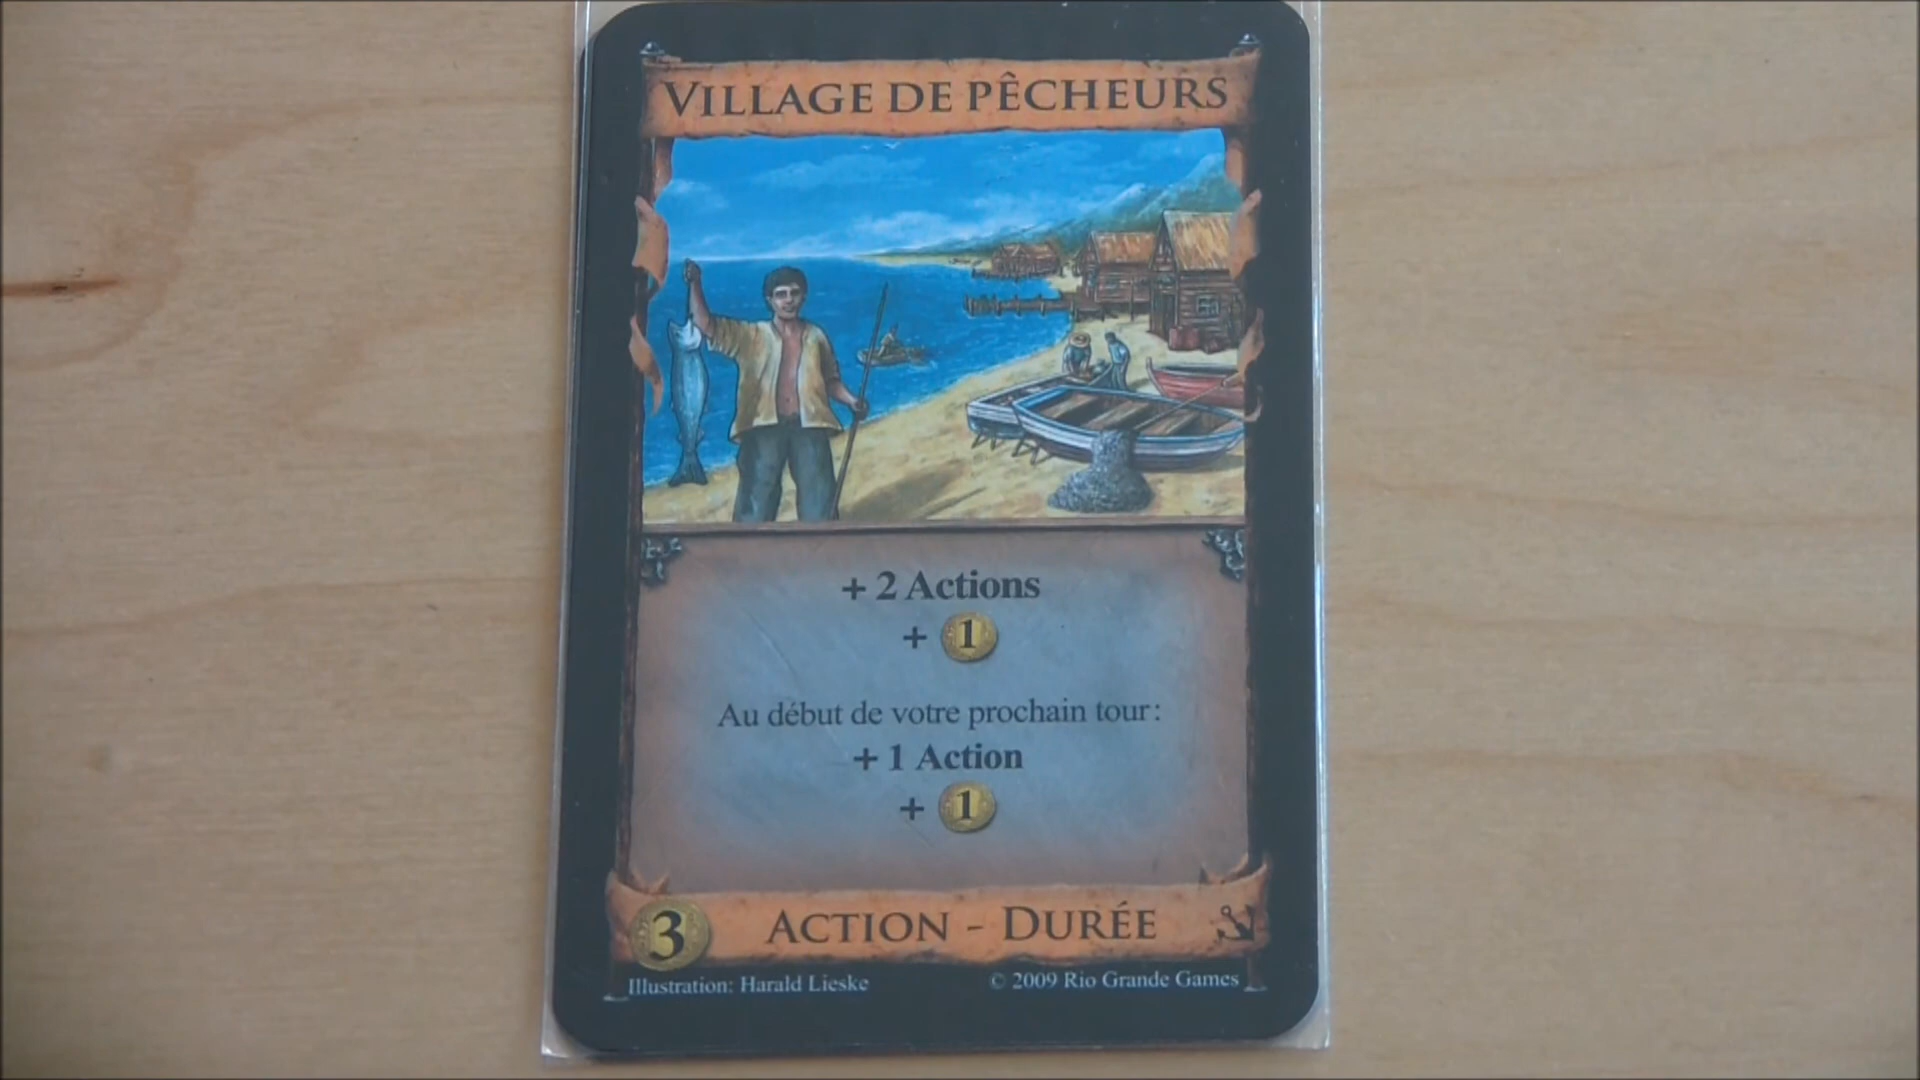 VILLAGE DE PÊCHEURS
+ 2 Actions
+ 1
Au début de votre prochain tour :
+ 1 Action
+ 1
3 ACTION - DURÉE
Illustration: Harald Lieske © 2009 Rio Grande Games